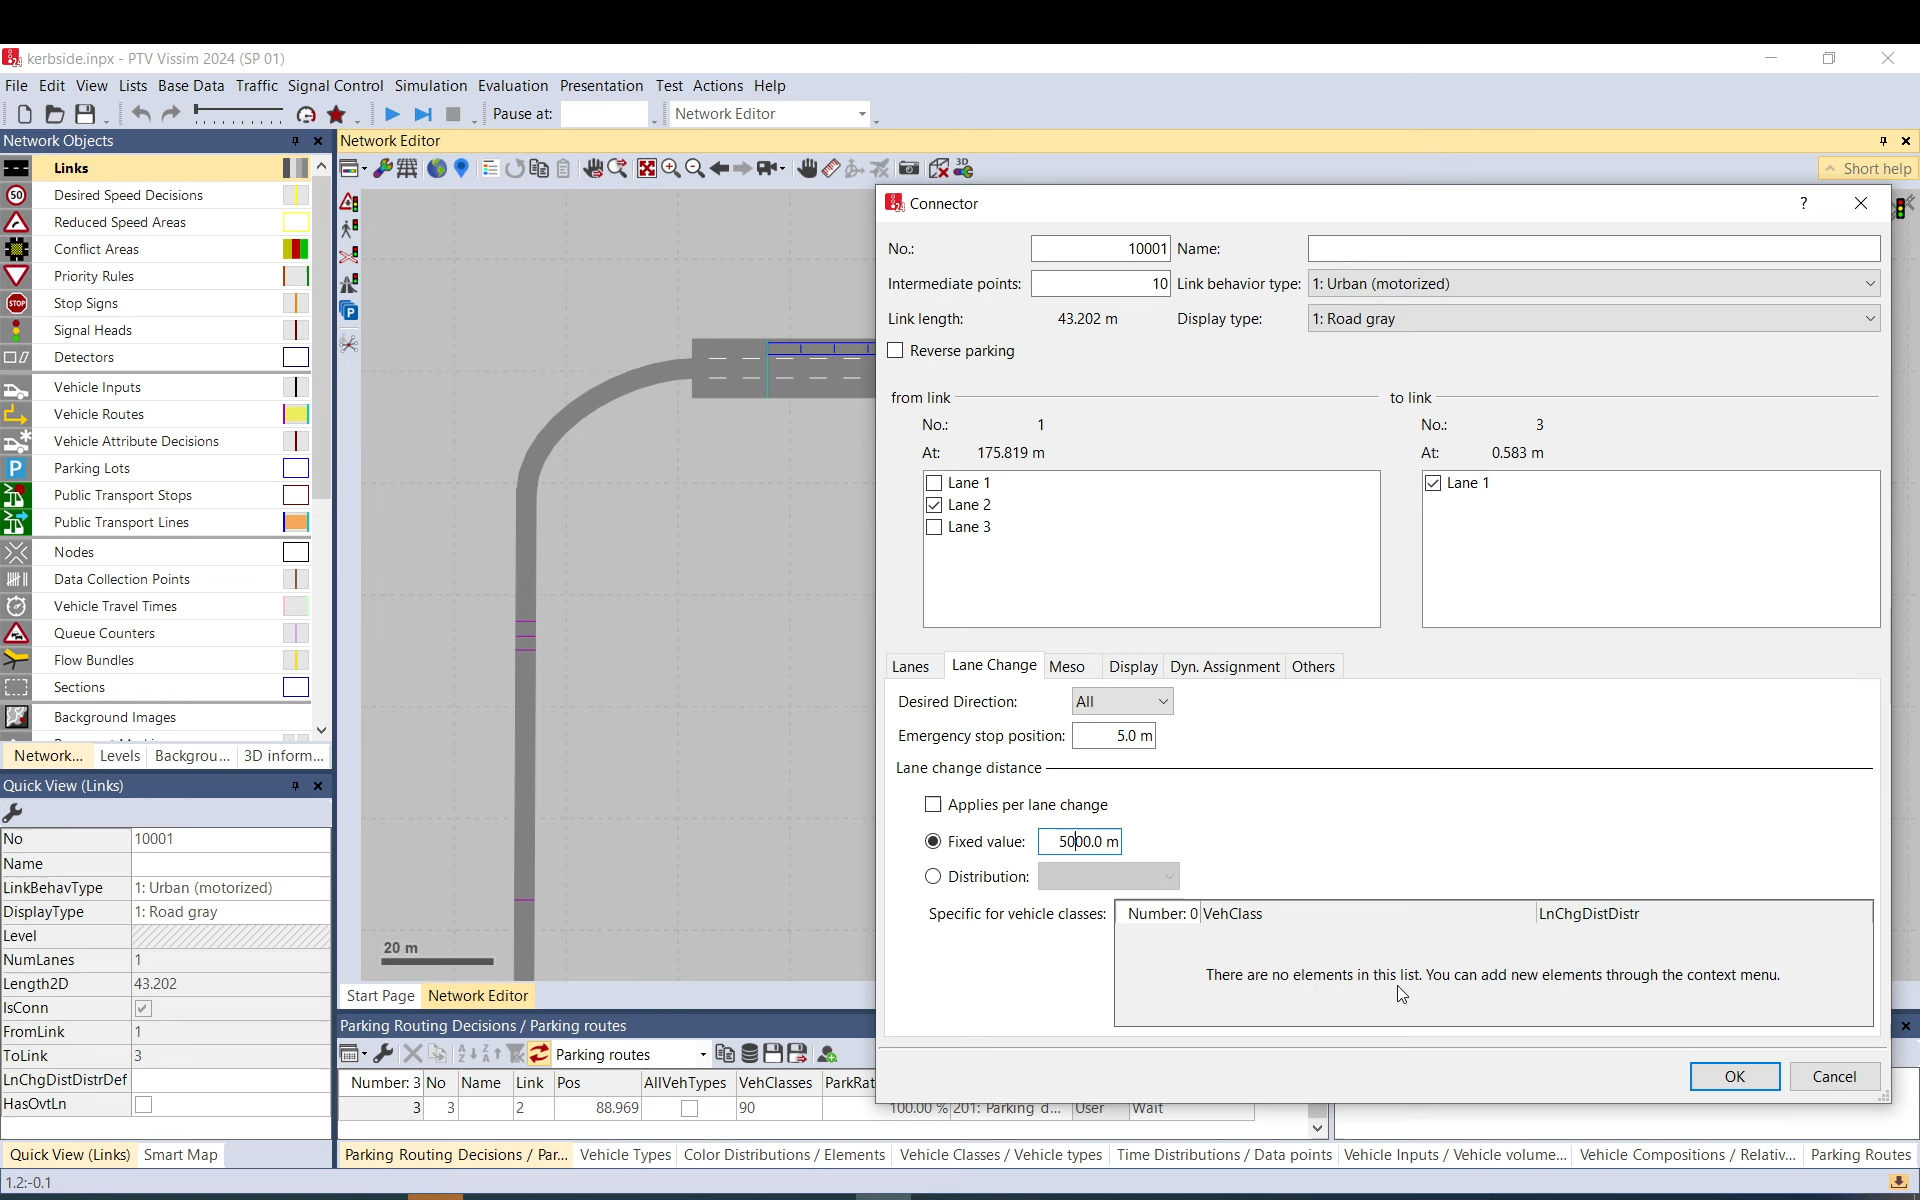 kerbside.inpx - PTV Vissim 2024 (SP 01)
File Edit View Lists Base Data Traffic Signal Control Simulation Evaluation Presentation Test Actions Help
Pause at: Network Editor
Network Objects
Network Editor
Short help
Links
50 Desired Speed Decisions
Reduced Speed Areas
Conflict Areas
Priority Rules
STOP Stop Signs
Signal Heads
Detectors
Vehicle Inputs
Vehicle Routes
Vehicle Attribute Decisions
P Parking Lots
Public Transport Stops
Public Transport Lines
Nodes
Data Collection Points
Vehicle Travel Times
Queue Counters
Flow Bundles
Sections
Background Images
Network... Levels Backgrou... 3D inform...
Quick View (Links)
No 10001
Name
LinkBehavType 1: Urban (motorized)
DisplayType 1: Road gray
Level
NumLanes 1
Length2D 43.202
IsConn
FromLink 1
ToLink 3
LnChgDistDistrDef
HasOvtLn
Quick View (Links) Smart Map
1.2:-0.1
20 m
Start Page Network Editor
Connector
No.: 10001 Name:
Intermediate points: 10 Link behavior type: 1: Urban (motorized)
Link length: 43.202 m Display type: 1: Road gray
Reverse parking
from link to link
No.: 1 No.: 3
At: 175.819 m At: 0.583 m
Lane 1 Lane 1
Lane 2
Lane 3
Lanes Lane Change Meso Display Dyn. Assignment Others
Desired Direction: All
Emergency stop position: 5.0 m
Lane change distance
Applies per lane change
Fixed value: 5000.0 m
Distribution:
Specific for vehicle classes: Number: 0 VehClass LnChgDistDistr
There are no elements in this list. You can add new elements through the context menu.
OK Cancel
Parking Routing Decisions / Parking routes
Parking routes
Number: 3 No Name Link Pos AllVehTypes VehClasses ParkRat
3 3 2 88.969 90 100.00 % 201: Parking d... User Wait
Parking Routing Decisions / Par... Vehicle Types Color Distributions / Elements Vehicle Classes / Vehicle types Time Distributions / Data points Vehicle Inputs / Vehicle volume... Vehicle Compositions / Relativ... Parking Routes